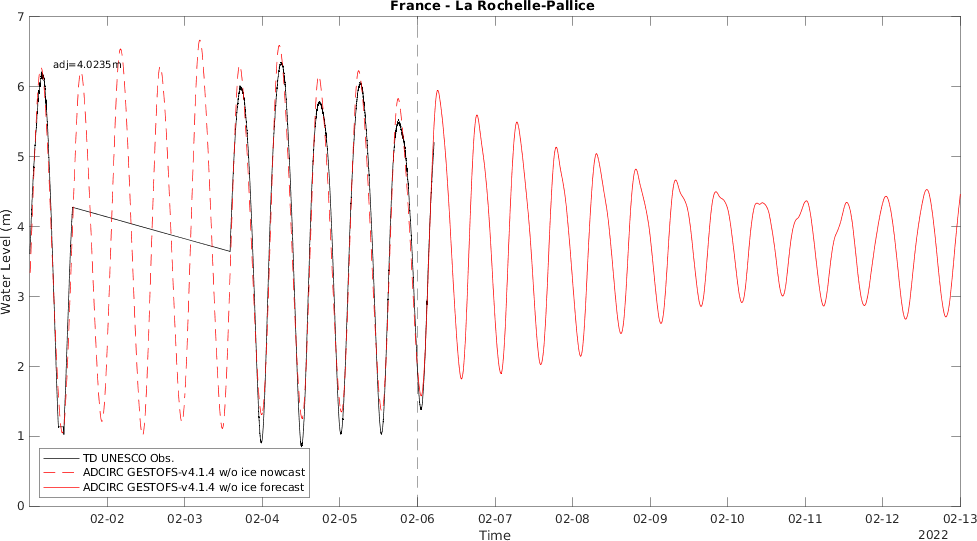 France - La Rochelle-Pallice
adj=4.0235m
Water Level (m)
7
6
5
4
3
2
1
0
TD UNESCO Obs.
ADCIRC GESTOFS-v4.1.4 w/o ice nowcast
ADCIRC GESTOFS-v4.1.4 w/o ice forecast
02-02 02-03 02-04 02-05 02-06 02-07 02-08 02-09 02-10 02-11 02-12 02-13
Time
2022